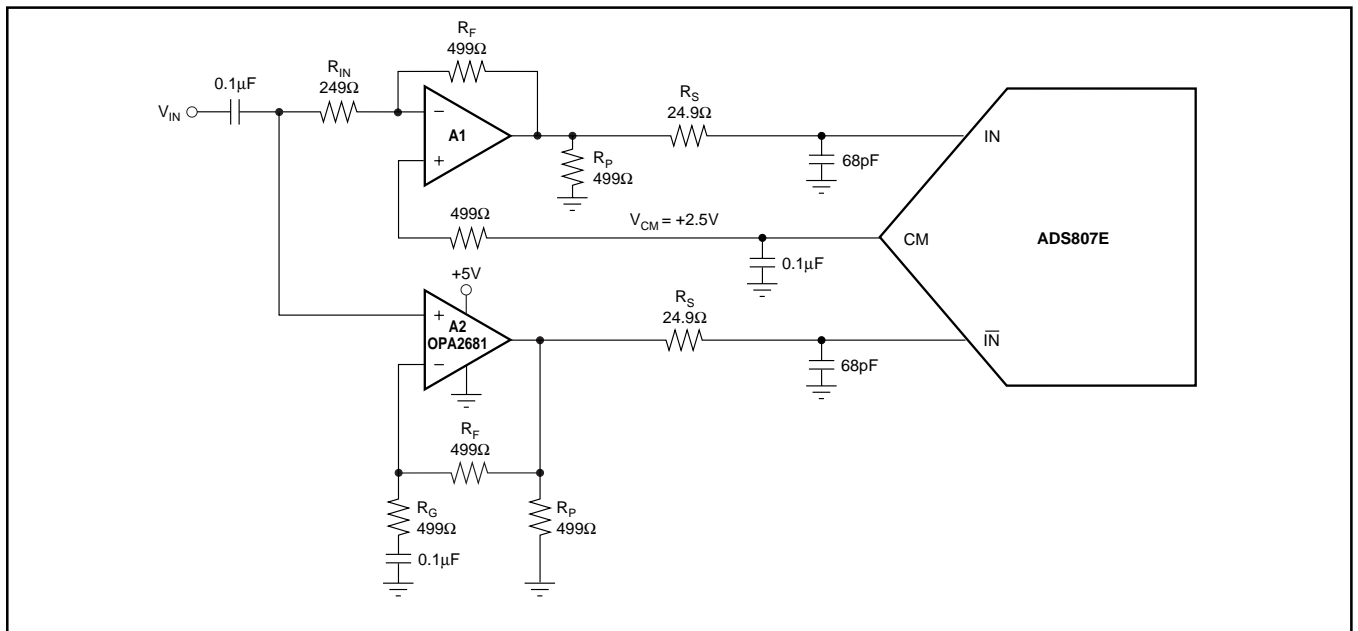 R_F
499Ω
R_IN
249Ω
0.1μF
V_IN
−
A1
+
R_S
24.9Ω
IN
68pF
R_P
499Ω
499Ω
V_CM = +2.5V
CM
ADS807E
0.1μF
+5V
+
A2
OPA2681
−
R_S
24.9Ω
I̅N̅
68pF
R_F
499Ω
R_G
499Ω
R_P
499Ω
0.1μF